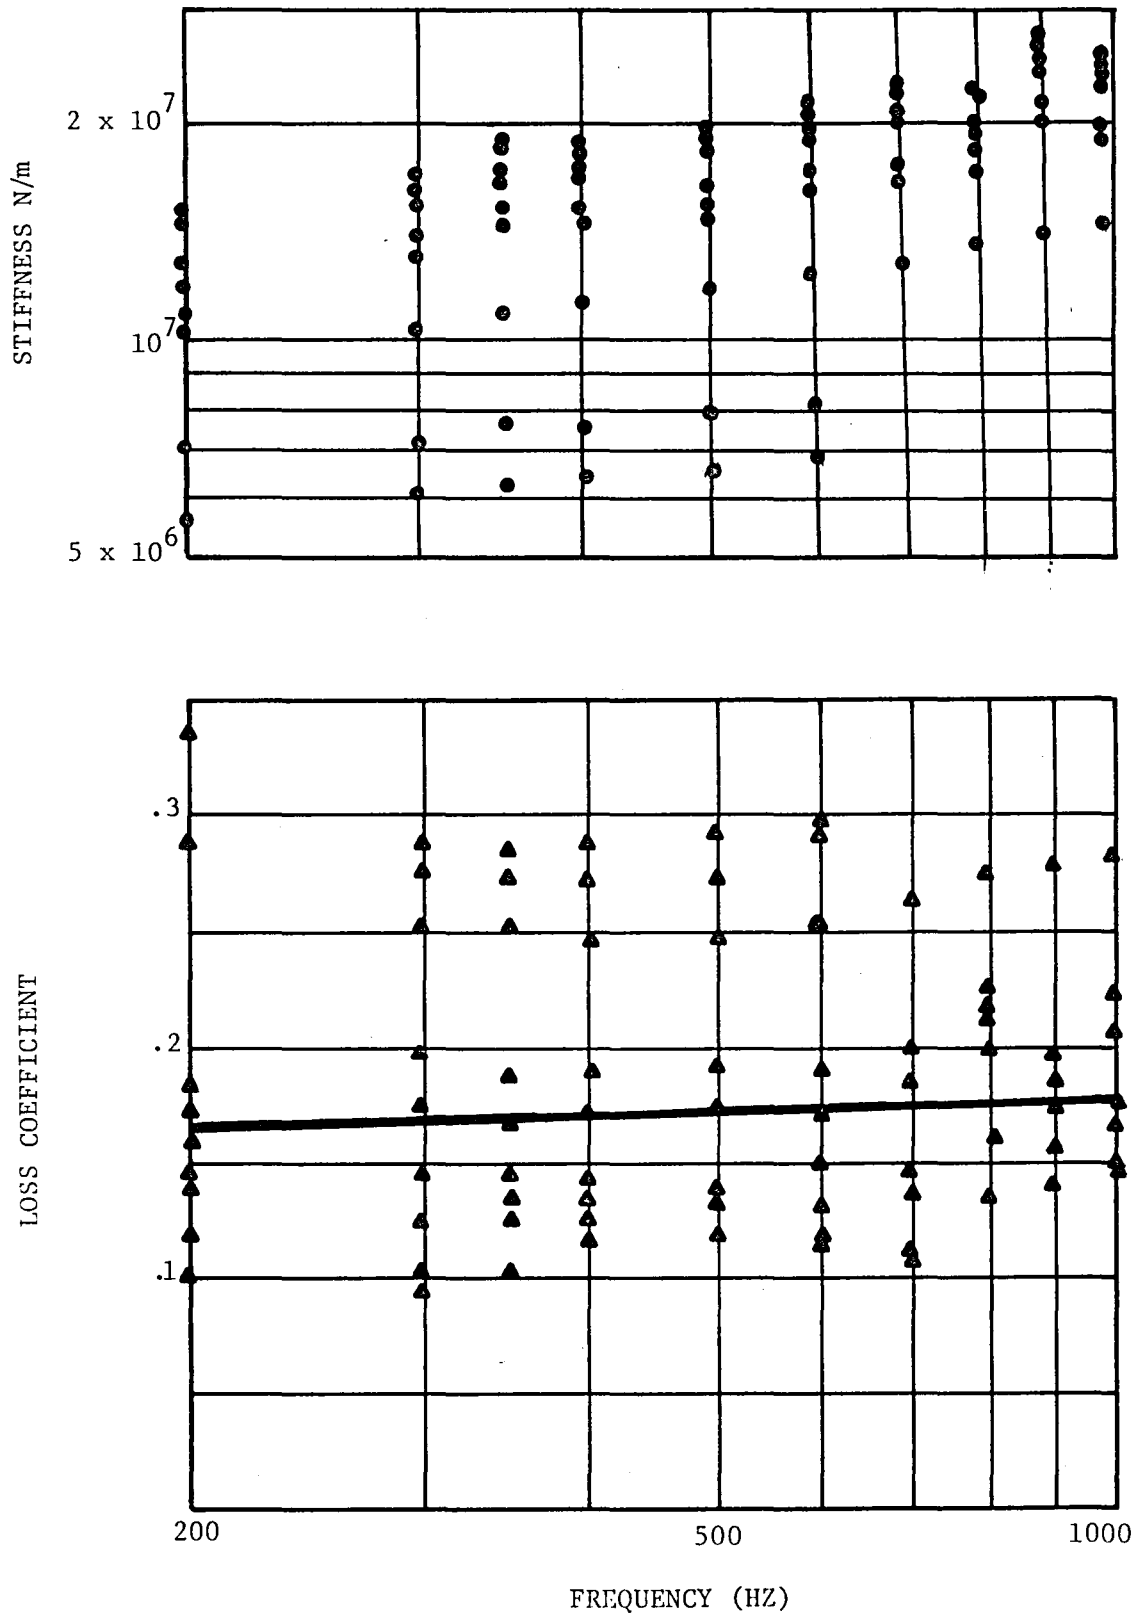 STIFFNESS N/m
2 x 10^7
10^7
5 x 10^6
LOSS COEFFICIENT
.3
.2
.1
200
500
1000
FREQUENCY (HZ)